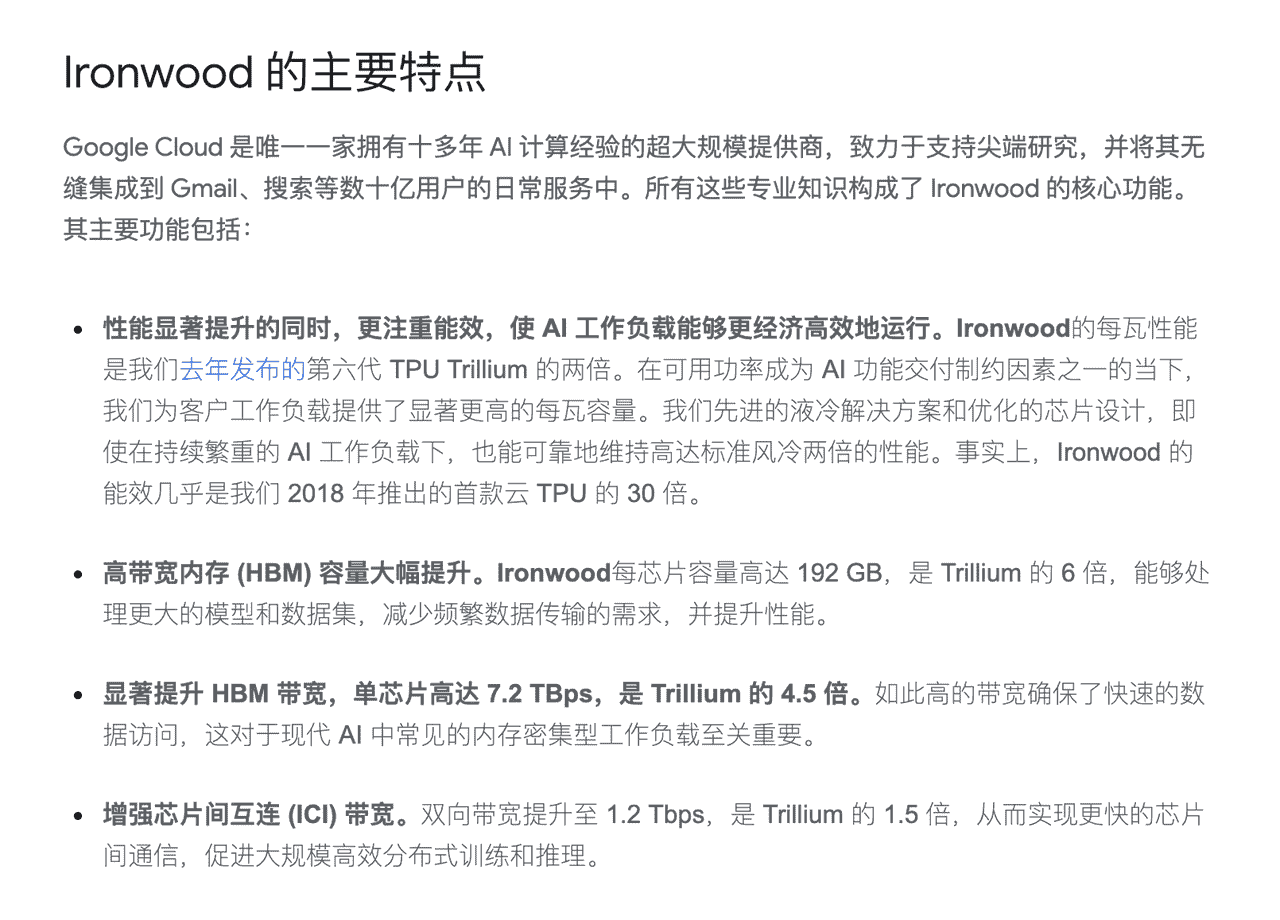 Ironwood 的主要特点
Google Cloud 是唯一一家拥有十多年 AI 计算经验的超大规模提供商，致力于支持尖端研究，并将其无
缝集成到 Gmail、搜索等数十亿用户的日常服务中。所有这些专业知识构成了 Ironwood 的核心功能。
其主要功能包括：
• 性能显著提升的同时，更注重能效，使 AI 工作负载能够更经济高效地运行。Ironwood的每瓦性能
是我们去年发布的第六代 TPU Trillium 的两倍。在可用功率成为 AI 功能交付制约因素之一的当下，
我们为客户工作负载提供了显著更高的每瓦容量。我们先进的液冷解决方案和优化的芯片设计，即
使在持续繁重的 AI 工作负载下，也能可靠地维持高达标准风冷两倍的性能。事实上，Ironwood 的
能效几乎是我们 2018 年推出的首款云 TPU 的 30 倍。
• 高带宽内存 (HBM) 容量大幅提升。Ironwood每芯片容量高达 192 GB，是 Trillium 的 6 倍，能够处
理更大的模型和数据集，减少频繁数据传输的需求，并提升性能。
• 显著提升 HBM 带宽，单芯片高达 7.2 TBps，是 Trillium 的 4.5 倍。如此高的带宽确保了快速的数
据访问，这对于现代 AI 中常见的内存密集型工作负载至关重要。
• 增强芯片间互连 (ICI) 带宽。双向带宽提升至 1.2 Tbps，是 Trillium 的 1.5 倍，从而实现更快的芯片
间通信，促进大规模高效分布式训练和推理。